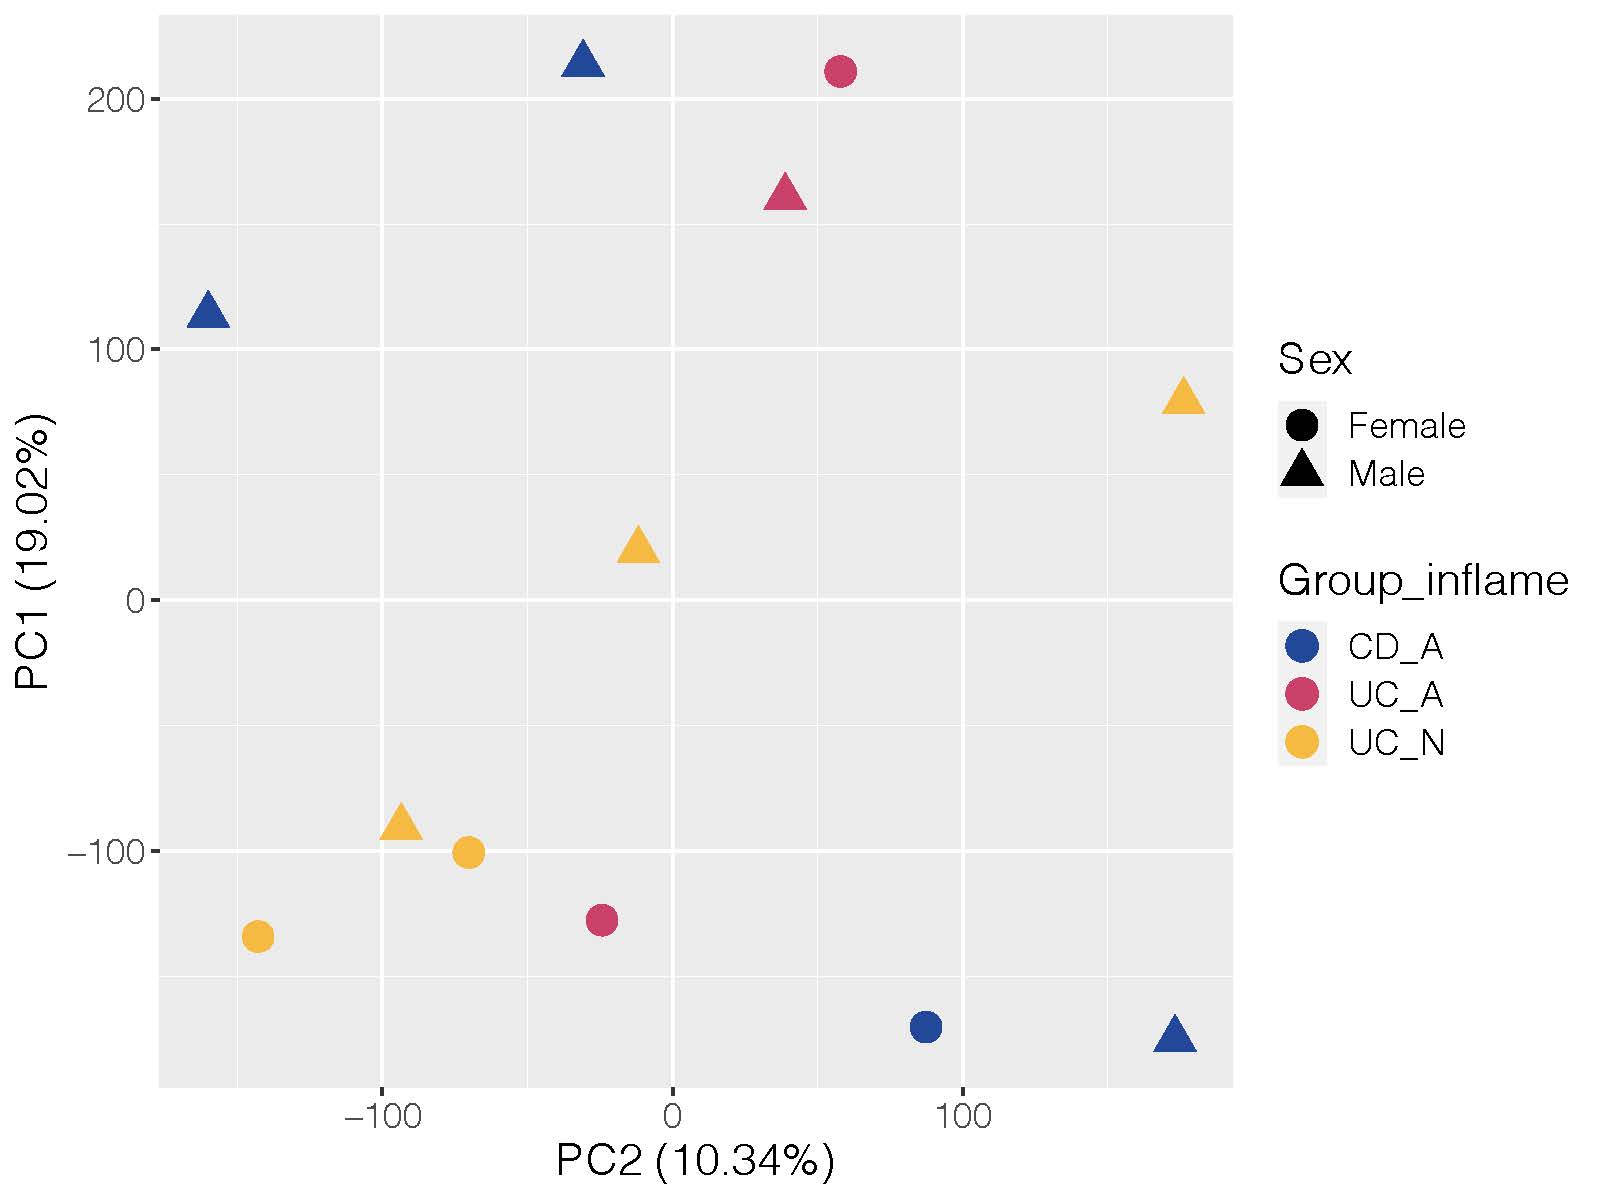 200
100
0
−100
PC1 (19.02%)
−100
0
100
PC2 (10.34%)
Sex
Female
Male
Group_inflame
CD_A
UC_A
UC_N